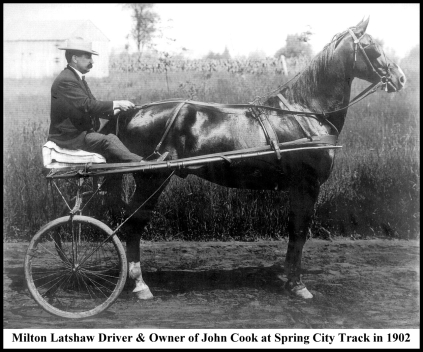 Milton Latshaw Driver & Owner of John Cook at Spring City Track in 1902